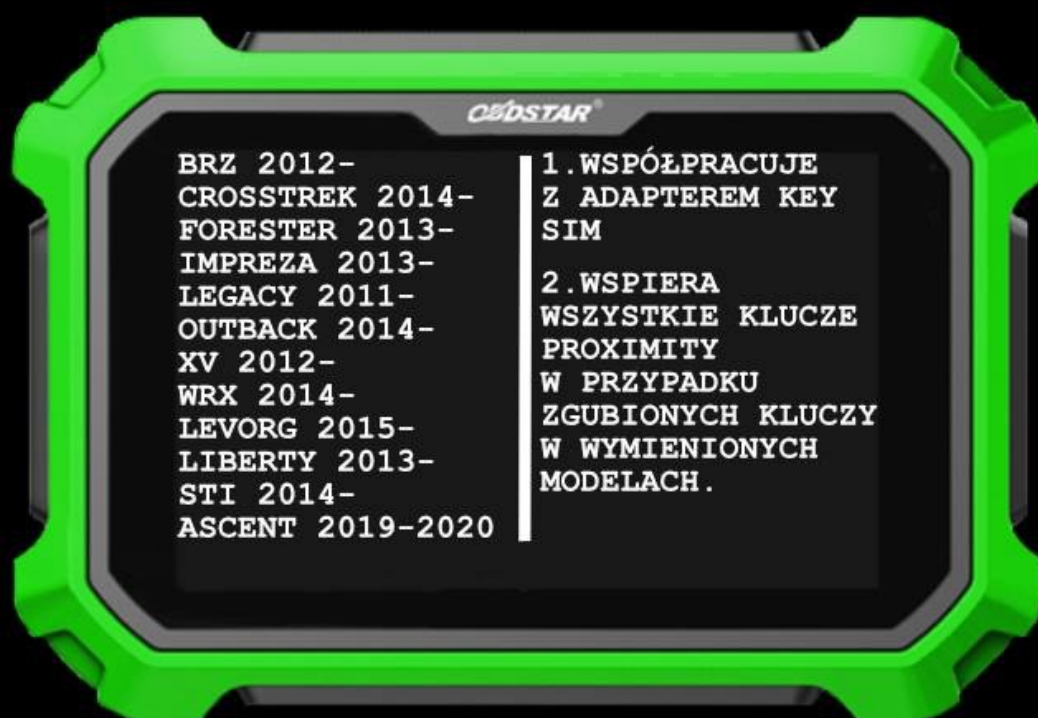 OBDSTAR®
BRZ 2012-
CROSSTREK 2014-
FORESTER 2013-
IMPREZA 2013-
LEGACY 2011-
OUTBACK 2014-
XV 2012-
WRX 2014-
LEVORG 2015-
LIBERTY 2013-
STI 2014-
ASCENT 2019-2020
1.WSPÓŁPRACUJE
Z ADAPTEREM KEY
SIM
2.WSPIERA
WSZYSTKIE KLUCZE
PROXIMITY
W PRZYPADKU
ZGUBIONYCH KLUCZY
W WYMIENIONYCH
MODELACH.